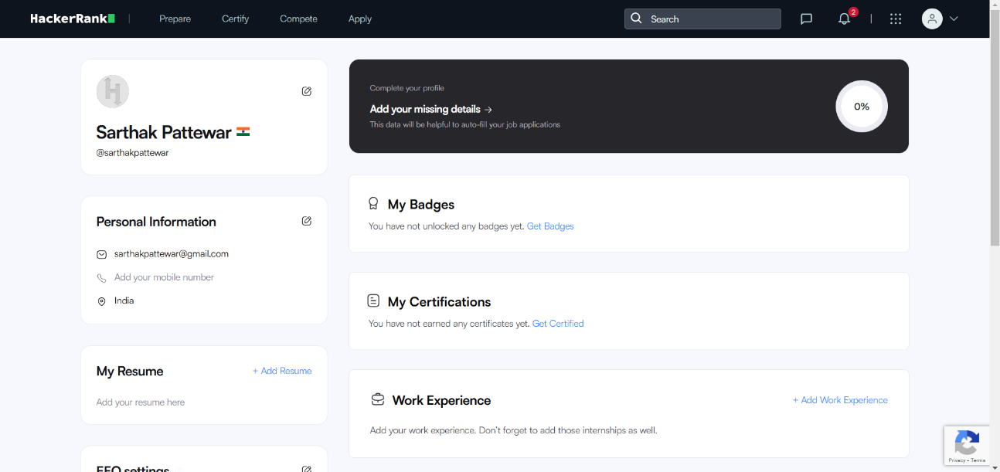 HackerRank
Prepare
Certify
Compete
Apply
Search
2
Sarthak Pattewar
@sarthakpattewar
Personal Information
sarthakpattewar@gmail.com
Add your mobile number
India
My Resume
+ Add Resume
Add your resume here
EEO settings
Complete your profile
Add your missing details →
This data will be helpful to auto-fill your job applications
0%
My Badges
You have not unlocked any badges yet. Get Badges
My Certifications
You have not earned any certificates yet. Get Certified
Work Experience
+ Add Work Experience
Add your work experience. Don't forget to add those internships as well.
Privacy - Terms